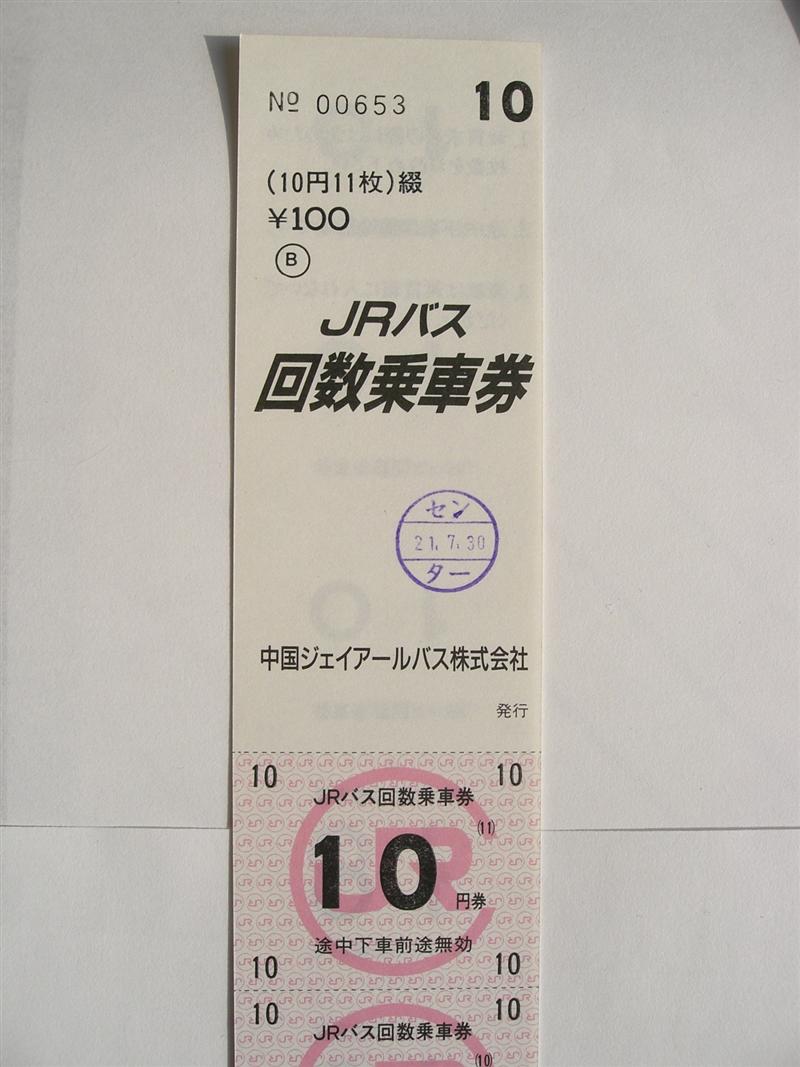 Nº 00653 10
(10円11枚)綴
¥100
B
JRバス
回数乗車券
セン
21.7.30
ター
中国ジェイアールバス株式会社
発行
10 10
JRバス回数乗車券
(11)
JR
10円券
途中下車前途無効
10 10
10 10
JRバス回数乗車券
(10)